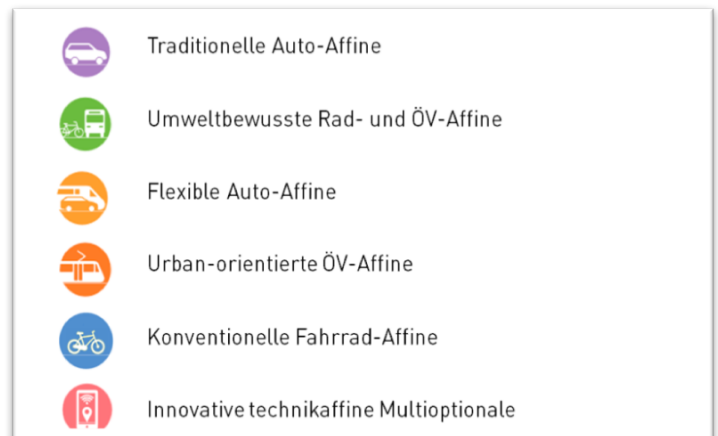 Traditionelle Auto-Affine
Umweltbewusste Rad- und ÖV-Affine
Flexible Auto-Affine
Urban-orientierte ÖV-Affine
Konventionelle Fahrrad-Affine
Innovative technikaffine Multioptionale